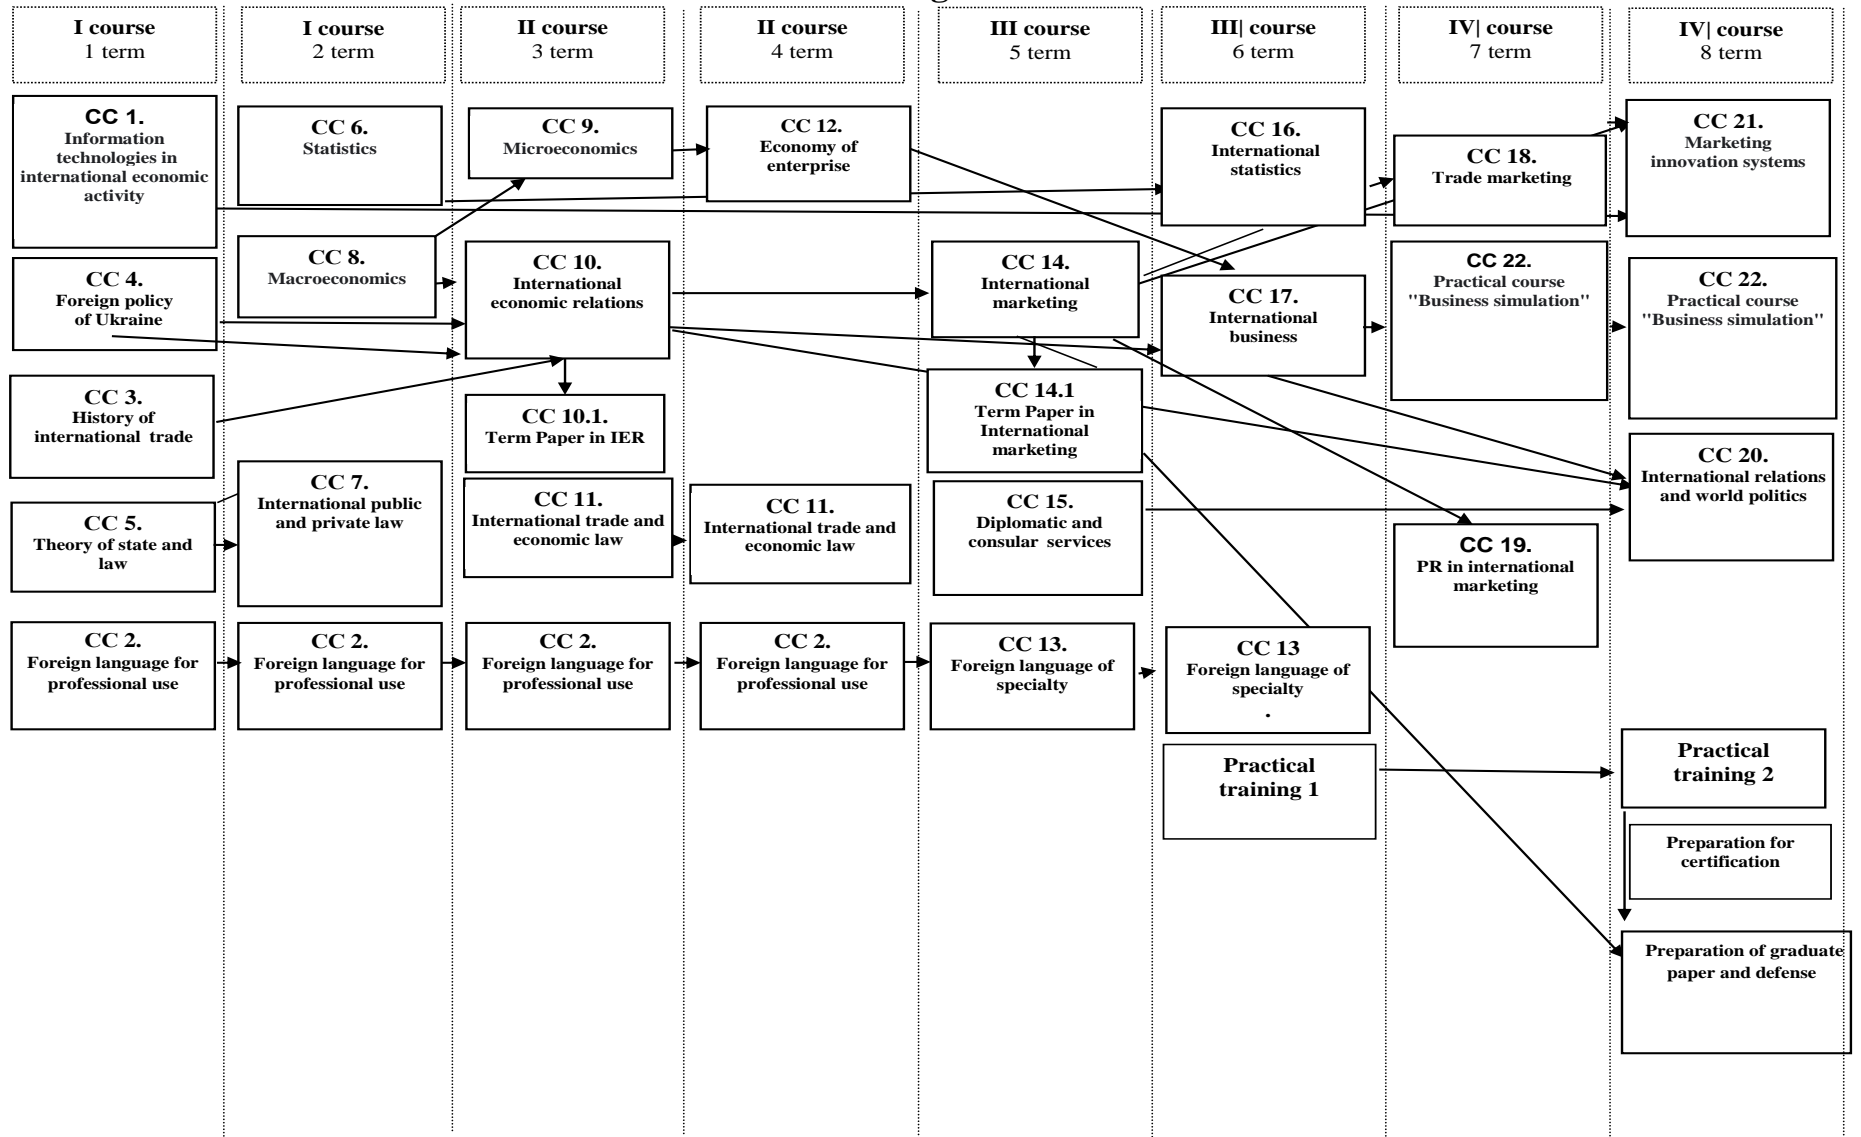 I course
1 term
I course
2 term
II course
3 term
II course
4 term
III course
5 term
III| course
6 term
IV| course
7 term
IV| course
8 term
CC 1.
Information
technologies in
international economic
activity
CC 4.
Foreign policy
of Ukraine
CC 3.
History of
international trade
CC 5.
Theory of state and
law
CC 2.
Foreign language for
professional use
CC 6.
Statistics
CC 8.
Macroeconomics
CC 7.
International public
and private law
CC 2.
Foreign language for
professional use
CC 9.
Microeconomics
CC 10.
International
economic relations
CC 10.1.
Term Paper in IER
CC 11.
International trade and
economic law
CC 2.
Foreign language for
professional use
CC 12.
Economy of
enterprise
CC 11.
International trade and
economic law
CC 2.
Foreign language for
professional use
CC 14.
International
marketing
CC 14.1
Term Paper in
International
marketing
CC 15.
Diplomatic and
consular services
CC 13.
Foreign language of
specialty
CC 16.
International
statistics
CC 17.
International
business
CC 13
Foreign language of
specialty
.
Practical
training 1
CC 18.
Trade marketing
CC 22.
Practical course
"Business simulation"
CC 19.
PR in international
marketing
CC 21.
Marketing
innovation systems
CC 22.
Practical course
"Business simulation"
CC 20.
International relations
and world politics
Practical
training 2
Preparation for
certification
Preparation of graduate
paper and defense